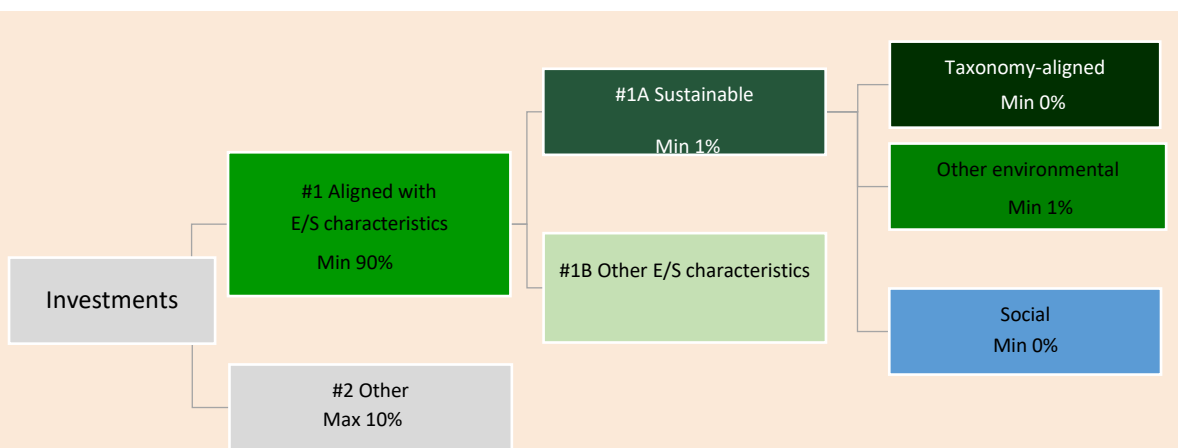 Investments
#1 Aligned with
E/S characteristics
Min 90%
#2 Other
Max 10%
#1A Sustainable
Min 1%
#1B Other E/S characteristics
Taxonomy-aligned
Min 0%
Other environmental
Min 1%
Social
Min 0%